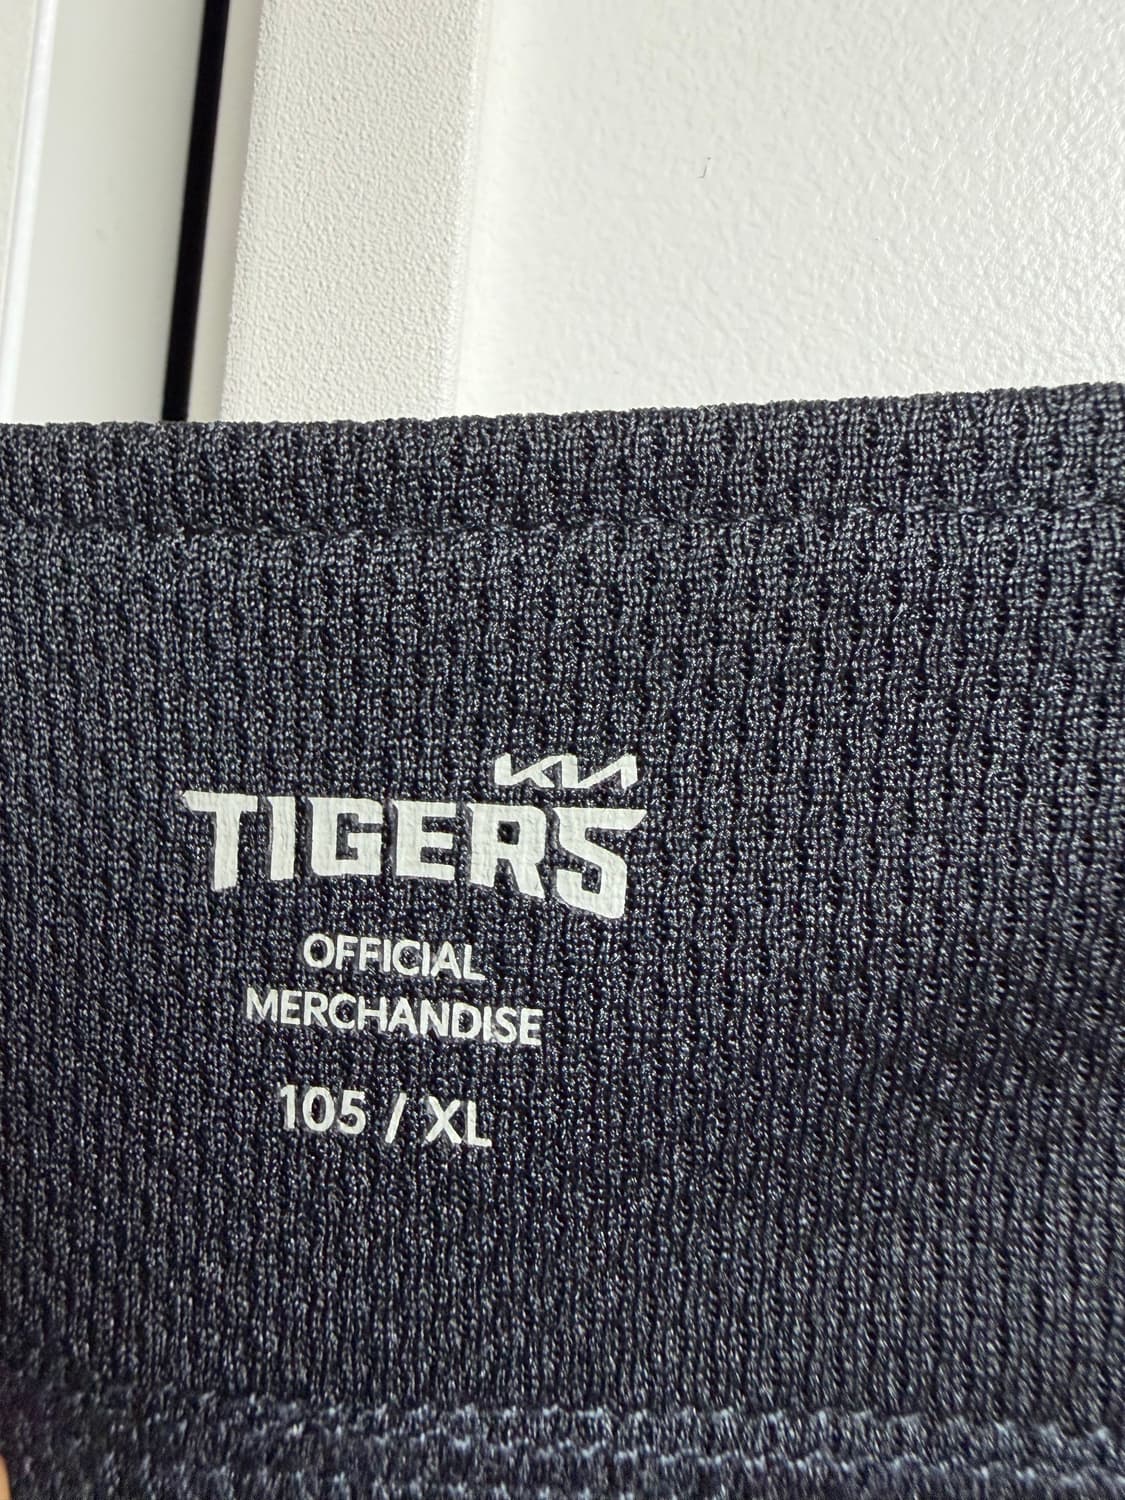 KIA
TIGERS
OFFICIAL
MERCHANDISE
105 / XL